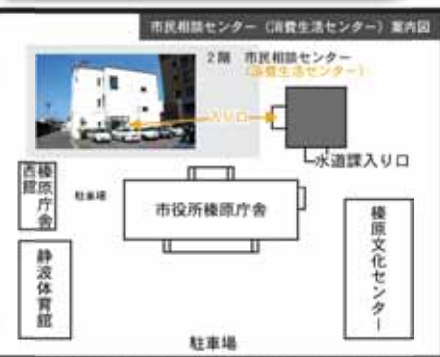 市民相談センター（消費生活センター）案内図
2階 市民相談センター
（消費生活センター）
入り口
水道課入り口
榛原庁舎
西館
駐車場
市役所榛原庁舎
榛原文化センター
静波体育館
駐車場